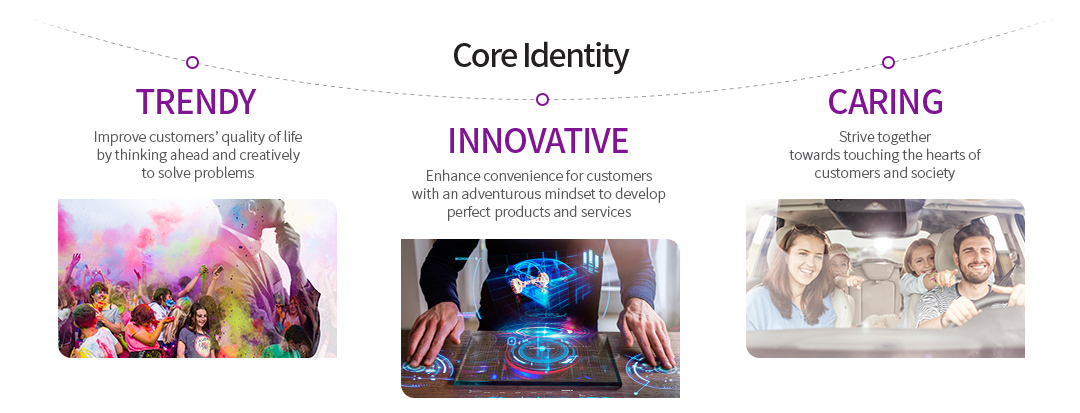 Core Identity
TRENDY
Improve customers’ quality of life
by thinking ahead and creatively
to solve problems
INNOVATIVE
Enhance convenience for customers
with an adventurous mindset to develop
perfect products and services
CARING
Strive together
towards touching the hearts of
customers and society